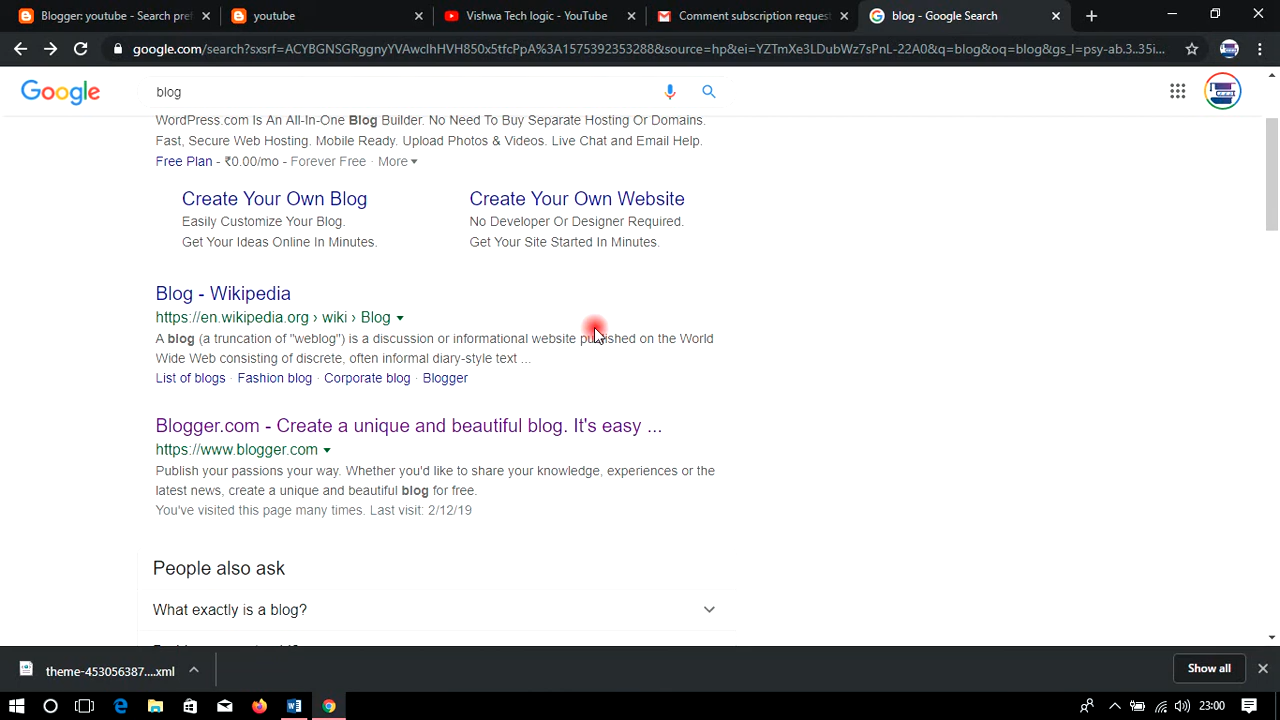 Blogger: youtube - Search pre
youtube
Vishwa Tech logic - YouTube
Comment subscription request
blog - Google Search
google.com/search?sxsrf=ACYBGNSGRggnyYVAwcIhHVH850x5tfcPpA%3A1575392353288&source=hp&ei=YZTmXe3LDubWz7sPnL-22A0&q=blog&oq=blog&gs_l=psy-ab.3..35i...
Google
blog
WordPress.com Is An All-In-One Blog Builder. No Need To Buy Separate Hosting Or Domains.
Fast, Secure Web Hosting. Mobile Ready. Upload Photos & Videos. Live Chat and Email Help.
Free Plan - ₹0.00/mo - Forever Free · More
Create Your Own Blog
Create Your Own Website
Easily Customize Your Blog.
No Developer Or Designer Required.
Get Your Ideas Online In Minutes.
Get Your Site Started In Minutes.
Blog - Wikipedia
https://en.wikipedia.org › wiki › Blog
A blog (a truncation of "weblog") is a discussion or informational website published on the World
Wide Web consisting of discrete, often informal diary-style text ...
List of blogs · Fashion blog · Corporate blog · Blogger
Blogger.com - Create a unique and beautiful blog. It's easy ...
https://www.blogger.com
Publish your passions your way. Whether you'd like to share your knowledge, experiences or the
latest news, create a unique and beautiful blog for free.
You've visited this page many times. Last visit: 2/12/19
People also ask
What exactly is a blog?
theme-453056387....xml
Show all
23:00